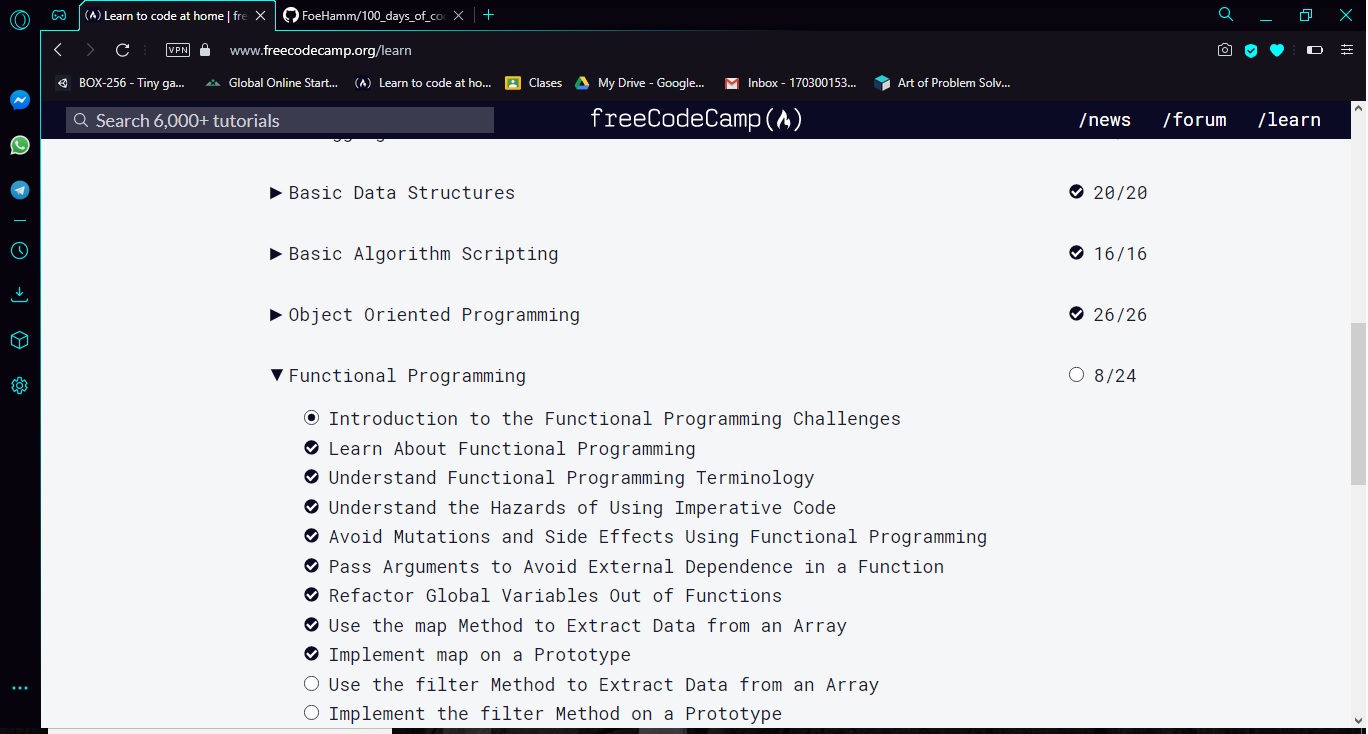 Learn to code at home | fre
FoeHamm/100_days_of_co
VPN
www.freecodecamp.org/learn
BOX-256 - Tiny ga...
Global Online Start...
Learn to code at ho...
Clases
My Drive - Google...
Inbox - 170300153...
Art of Problem Solv...
Search 6,000+ tutorials
freeCodeCamp
/news
/forum
/learn
Basic Data Structures 20/20
Basic Algorithm Scripting 16/16
Object Oriented Programming 26/26
Functional Programming 8/24
Introduction to the Functional Programming Challenges
Learn About Functional Programming
Understand Functional Programming Terminology
Understand the Hazards of Using Imperative Code
Avoid Mutations and Side Effects Using Functional Programming
Pass Arguments to Avoid External Dependence in a Function
Refactor Global Variables Out of Functions
Use the map Method to Extract Data from an Array
Implement map on a Prototype
Use the filter Method to Extract Data from an Array
Implement the filter Method on a Prototype